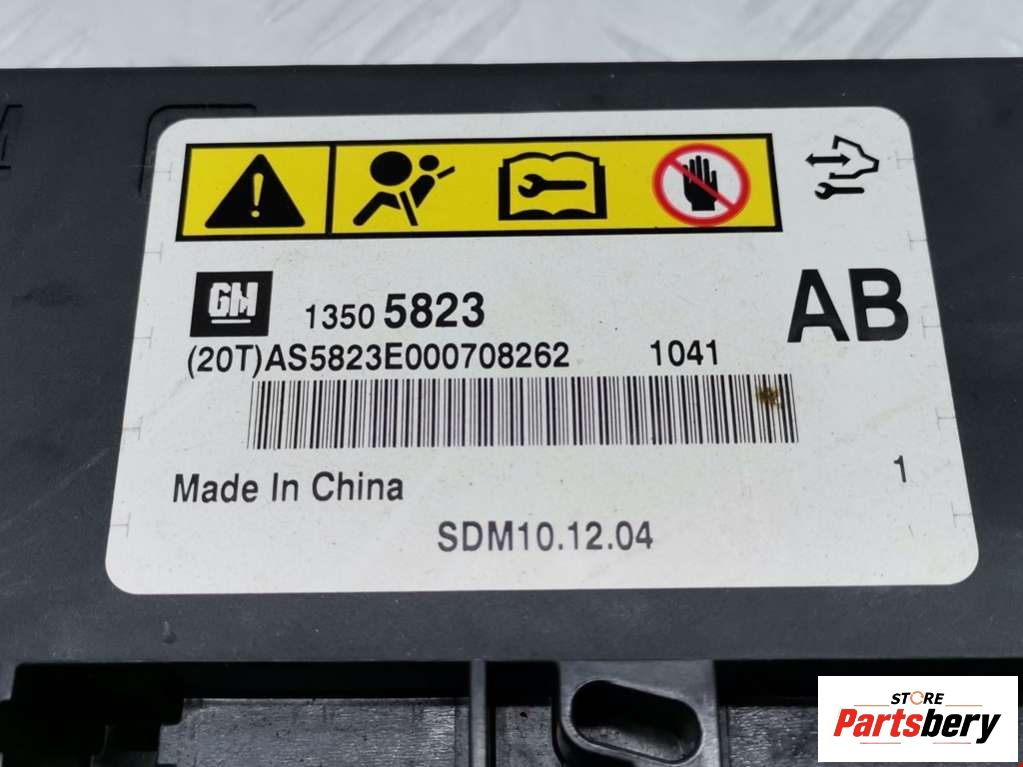 GM 1350 5823 AB
(20T)AS5823E000708262 1041
Made In China 1
SDM10.12.04
STORE
Partsbery